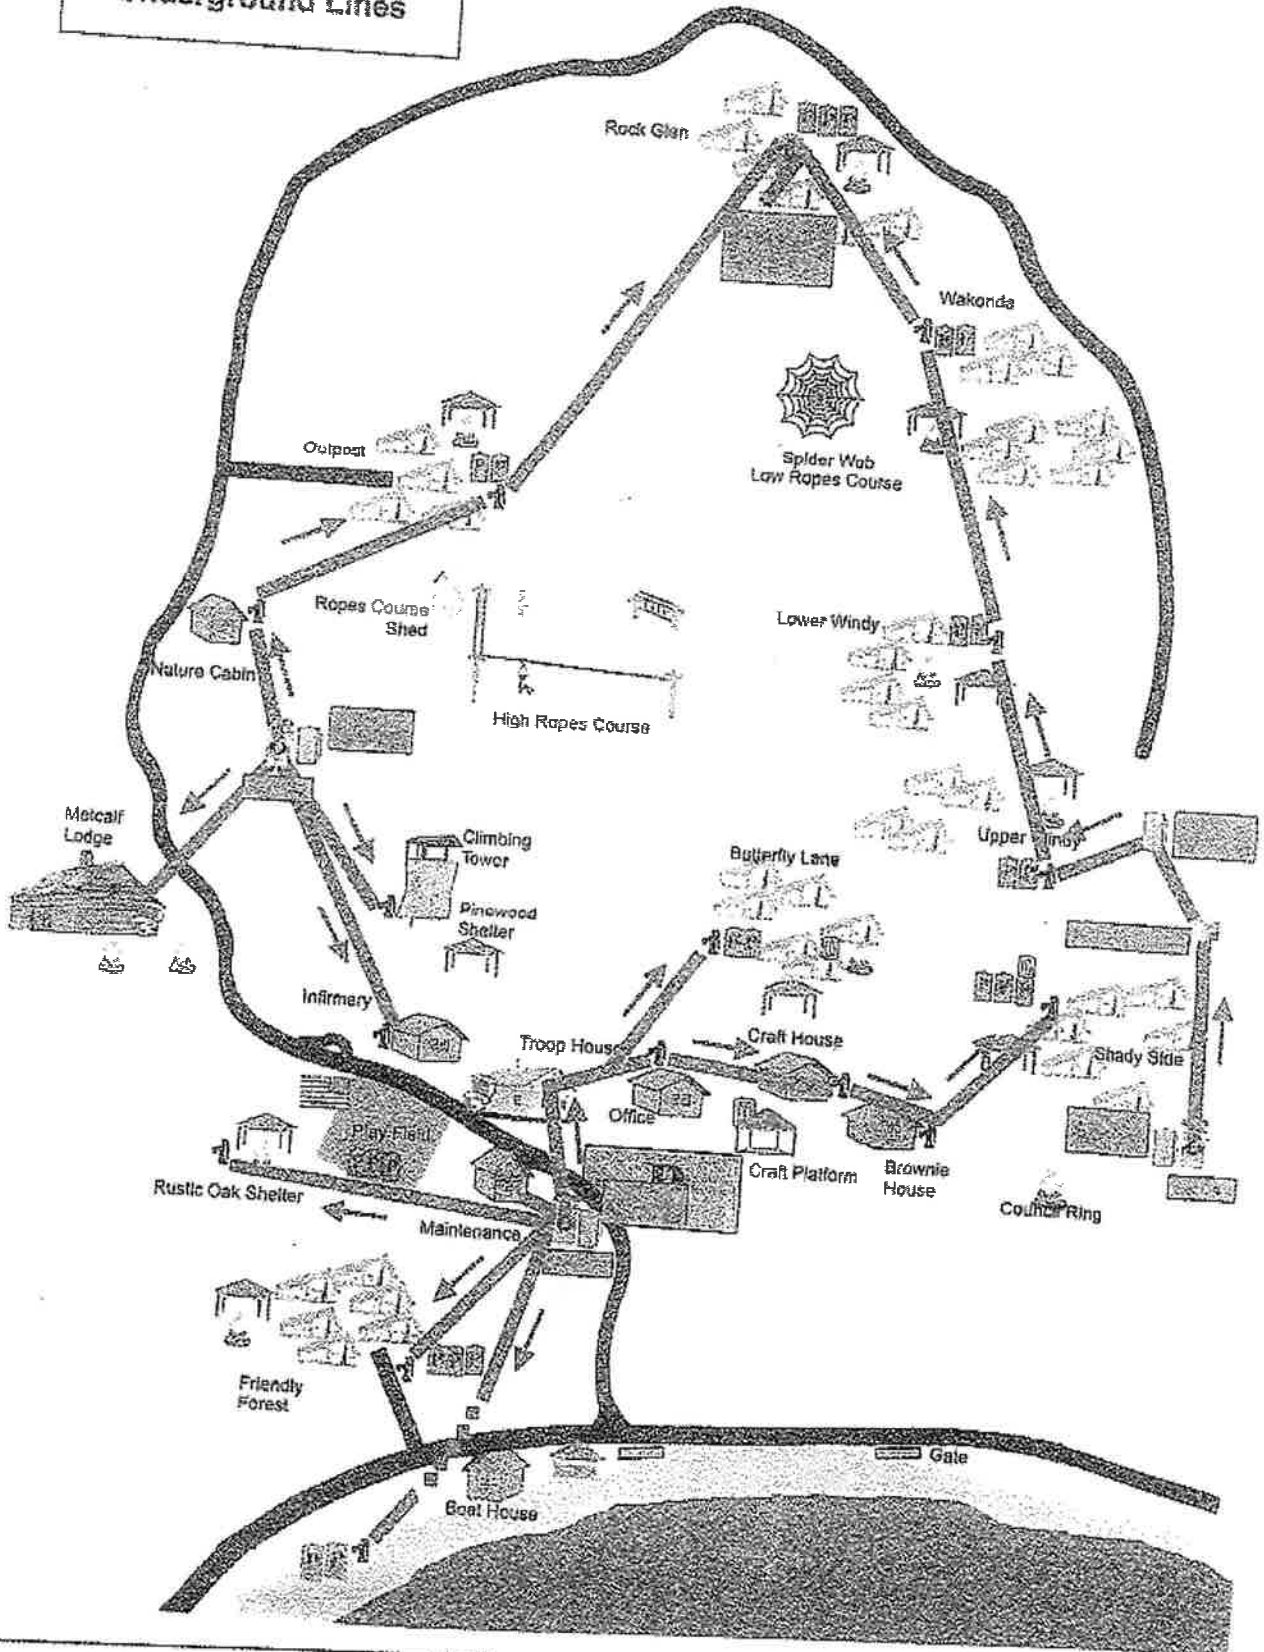 Underground Lines
Rock Glen
Wakonda
Spider Web
Low Ropes Course
Outpost
Ropes Course
Shed
Lower Windy
Nature Cabin
High Ropes Course
Metcalf
Lodge
Climbing
Tower
Upper Windy
Butterfly Lane
Pinewood
Shelter
Infirmary
Troop House
Craft House
Shady Side
Office
Play Field
Craft Platform
Brownie
House
Rustic Oak Shelter
Council Ring
Maintenance
Friendly
Forest
Gate
Boat House